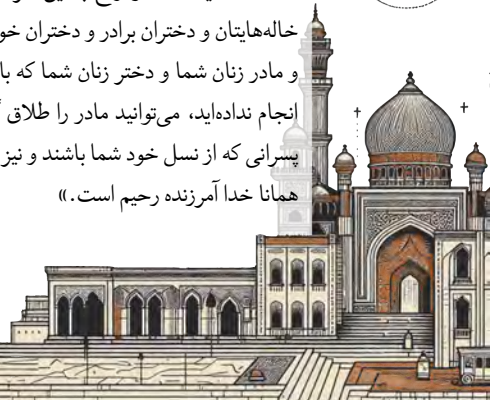 خاله‌هایتان و دختران برادر و دختران خو
و مادر زنان شما و دختر زنان شما که با
انجام نداده‌اید، می‌توانید مادر را طلاق
پسرانی که از نسل خود شما باشند و نیز
همانا خدا آمرزنده رحیم است.»